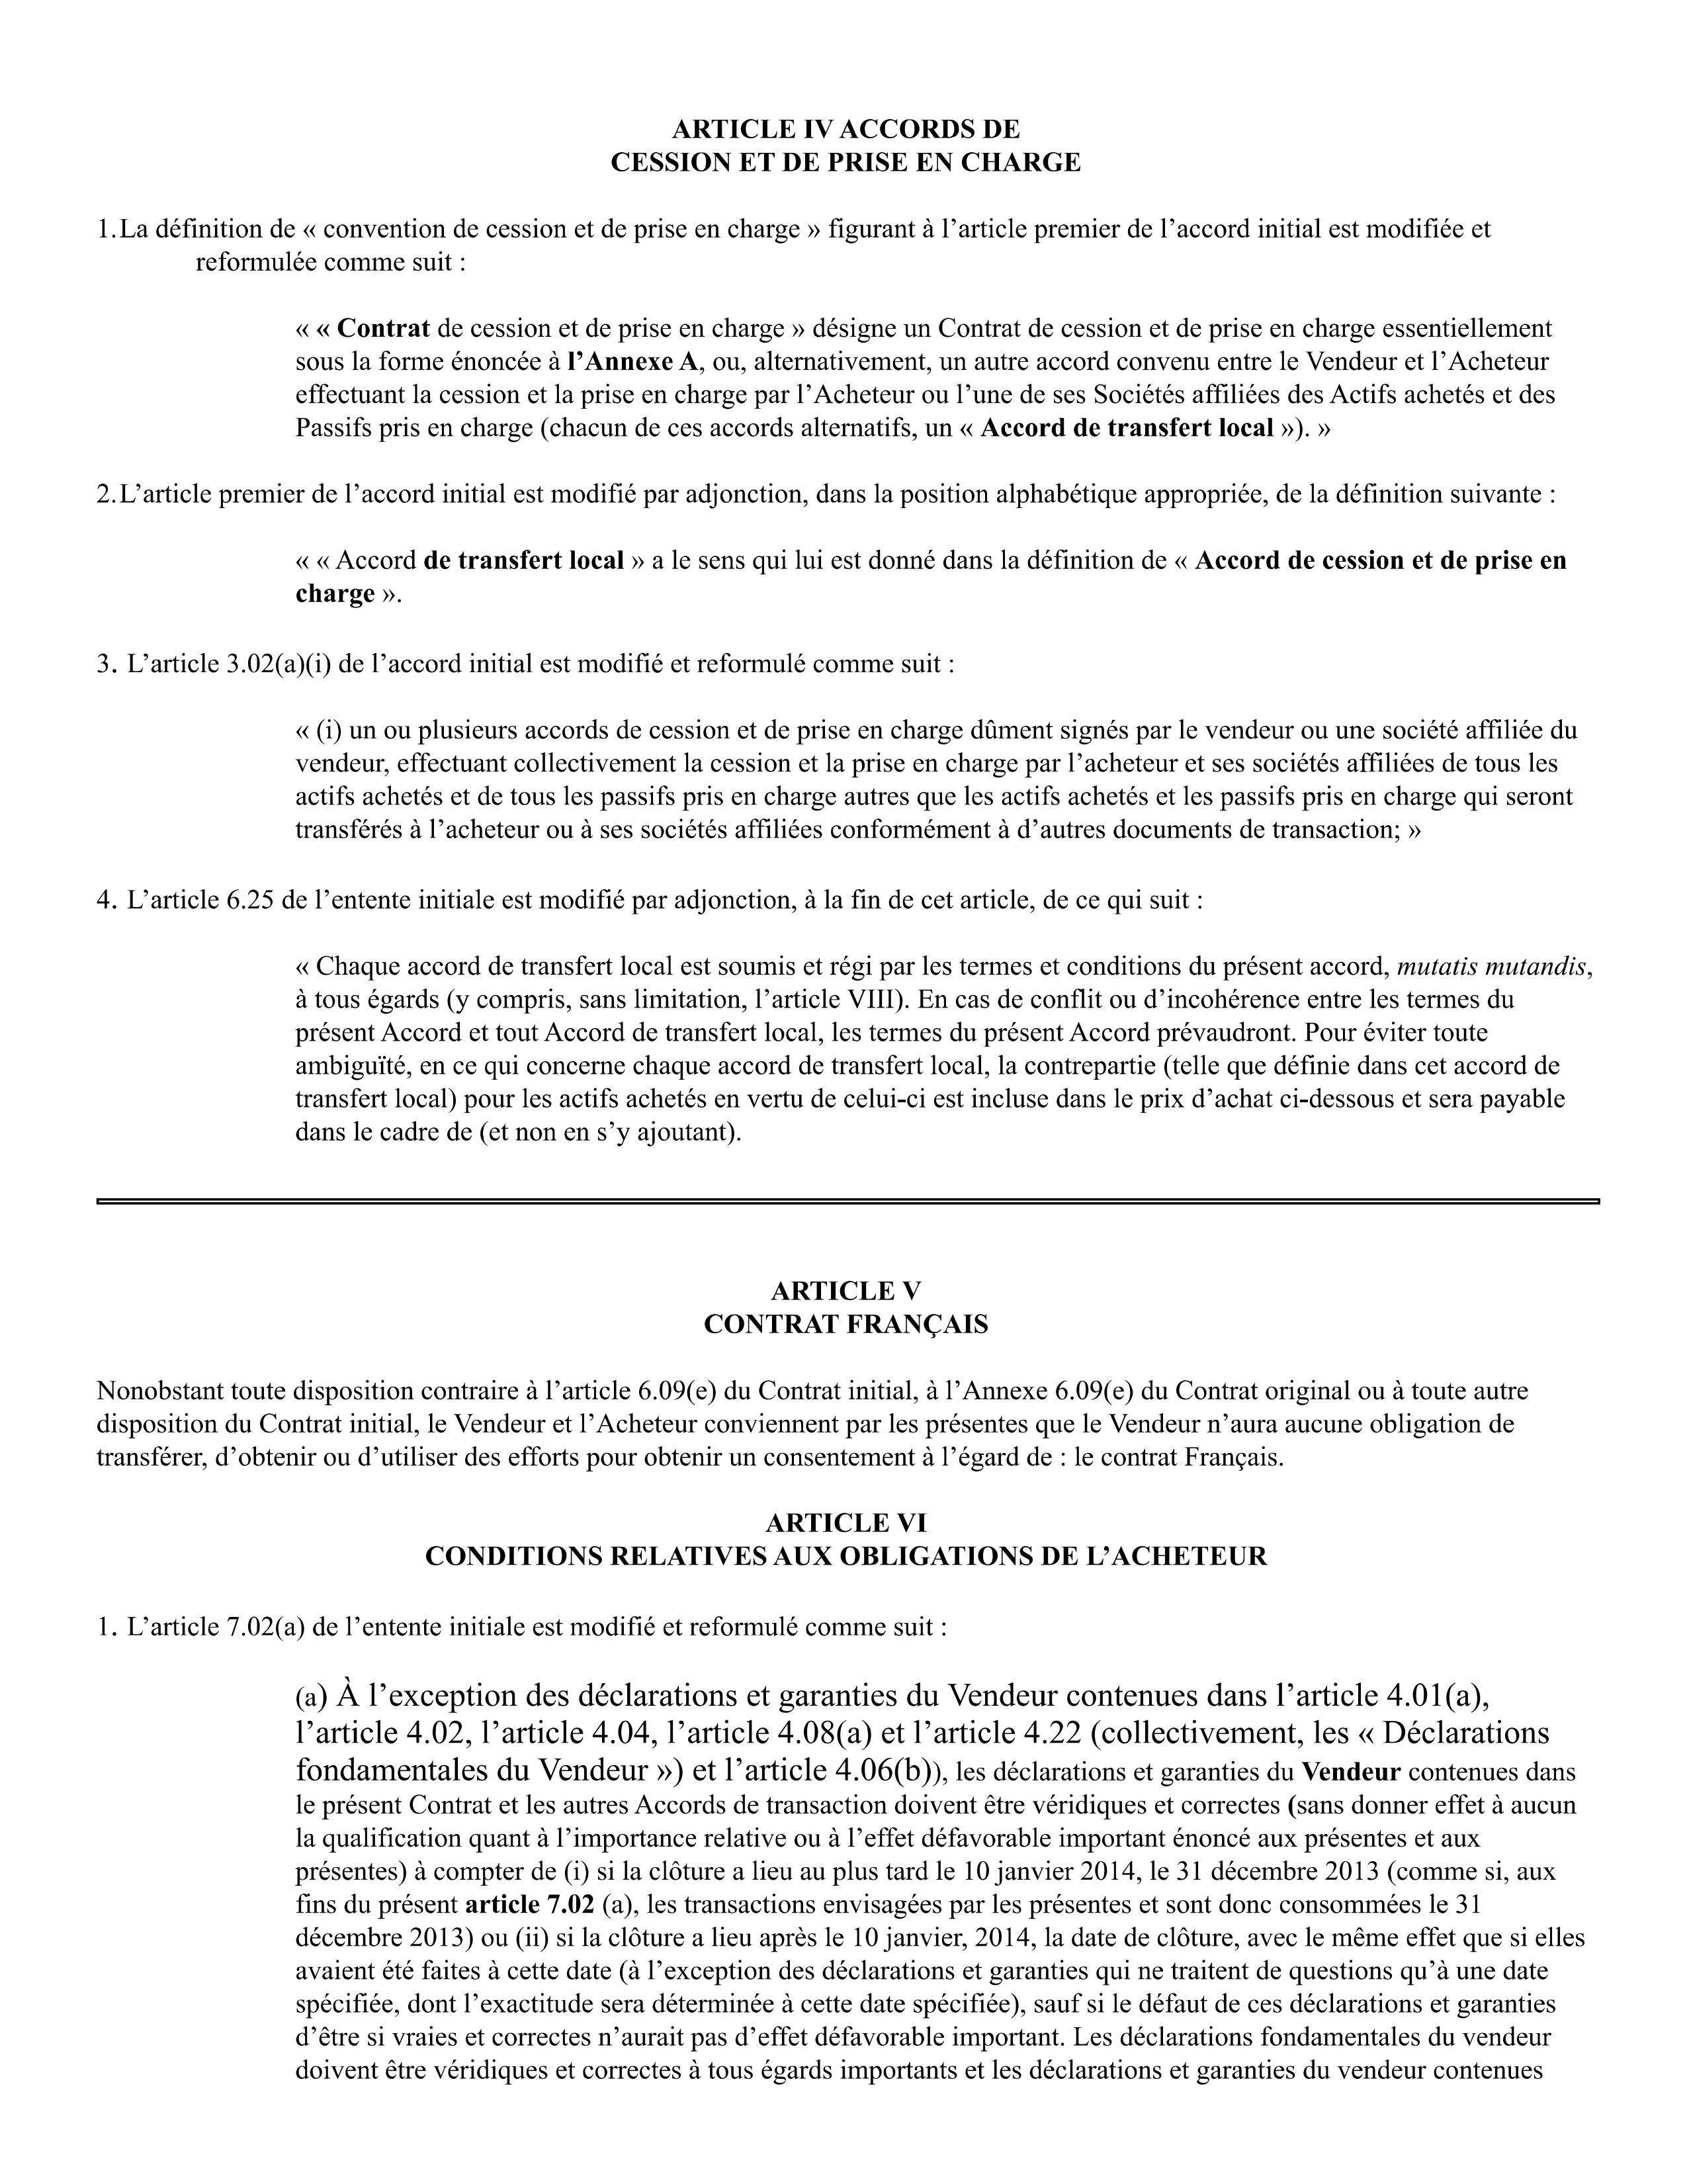 ARTICLE IV ACCORDS DE
CESSION ET DE PRISE EN CHARGE
1. La définition de « convention de cession et de prise en charge » figurant à l’article premier de l’accord initial est modifiée et
reformulée comme suit :
« « Contrat de cession et de prise en charge » désigne un Contrat de cession et de prise en charge essentiellement
sous la forme énoncée à l’Annexe A, ou, alternativement, un autre accord convenu entre le Vendeur et l’Acheteur
effectuant la cession et la prise en charge par l’Acheteur ou l’une de ses Sociétés affiliées des Actifs achetés et des
Passifs pris en charge (chacun de ces accords alternatifs, un « Accord de transfert local »). »
2. L’article premier de l’accord initial est modifié par adjonction, dans la position alphabétique appropriée, de la définition suivante :
« « Accord de transfert local » a le sens qui lui est donné dans la définition de « Accord de cession et de prise en
charge ».
3. L’article 3.02(a)(i) de l’accord initial est modifié et reformulé comme suit :
« (i) un ou plusieurs accords de cession et de prise en charge dûment signés par le vendeur ou une société affiliée du
vendeur, effectuant collectivement la cession et la prise en charge par l’acheteur et ses sociétés affiliées de tous les
actifs achetés et de tous les passifs pris en charge autres que les actifs achetés et les passifs pris en charge qui seront
transférés à l’acheteur ou à ses sociétés affiliées conformément à d’autres documents de transaction; »
4. L’article 6.25 de l’entente initiale est modifié par adjonction, à la fin de cet article, de ce qui suit :
« Chaque accord de transfert local est soumis et régi par les termes et conditions du présent accord, mutatis mutandis,
à tous égards (y compris, sans limitation, l’article VIII). En cas de conflit ou d’incohérence entre les termes du
présent Accord et tout Accord de transfert local, les termes du présent Accord prévaudront. Pour éviter toute
ambiguïté, en ce qui concerne chaque accord de transfert local, la contrepartie (telle que définie dans cet accord de
transfert local) pour les actifs achetés en vertu de celui-ci est incluse dans le prix d’achat ci-dessous et sera payable
dans le cadre de (et non en s’y ajoutant).
ARTICLE V
CONTRAT FRANÇAIS
Nonobstant toute disposition contraire à l’article 6.09(e) du Contrat initial, à l’Annexe 6.09(e) du Contrat original ou à toute autre
disposition du Contrat initial, le Vendeur et l’Acheteur conviennent par les présentes que le Vendeur n’aura aucune obligation de
transférer, d’obtenir ou d’utiliser des efforts pour obtenir un consentement à l’égard de : le contrat Français.
ARTICLE VI
CONDITIONS RELATIVES AUX OBLIGATIONS DE L’ACHETEUR
1. L’article 7.02(a) de l’entente initiale est modifié et reformulé comme suit :
(a) À l’exception des déclarations et garanties du Vendeur contenues dans l’article 4.01(a),
l’article 4.02, l’article 4.04, l’article 4.08(a) et l’article 4.22 (collectivement, les « Déclarations
fondamentales du Vendeur ») et l’article 4.06(b)), les déclarations et garanties du Vendeur contenues dans
le présent Contrat et les autres Accords de transaction doivent être véridiques et correctes (sans donner effet à aucun
la qualification quant à l’importance relative ou à l’effet défavorable important énoncé aux présentes et aux
présentes) à compter de (i) si la clôture a lieu au plus tard le 10 janvier 2014, le 31 décembre 2013 (comme si, aux
fins du présent article 7.02 (a), les transactions envisagées par les présentes et sont donc consommées le 31
décembre 2013) ou (ii) si la clôture a lieu après le 10 janvier, 2014, la date de clôture, avec le même effet que si elles
avaient été faites à cette date (à l’exception des déclarations et garanties qui ne traitent de questions qu’à une date
spécifiée, dont l’exactitude sera déterminée à cette date spécifiée), sauf si le défaut de ces déclarations et garanties
d’être si vraies et correctes n’aurait pas d’effet défavorable important. Les déclarations fondamentales du vendeur
doivent être véridiques et correctes à tous égards importants et les déclarations et garanties du vendeur contenues